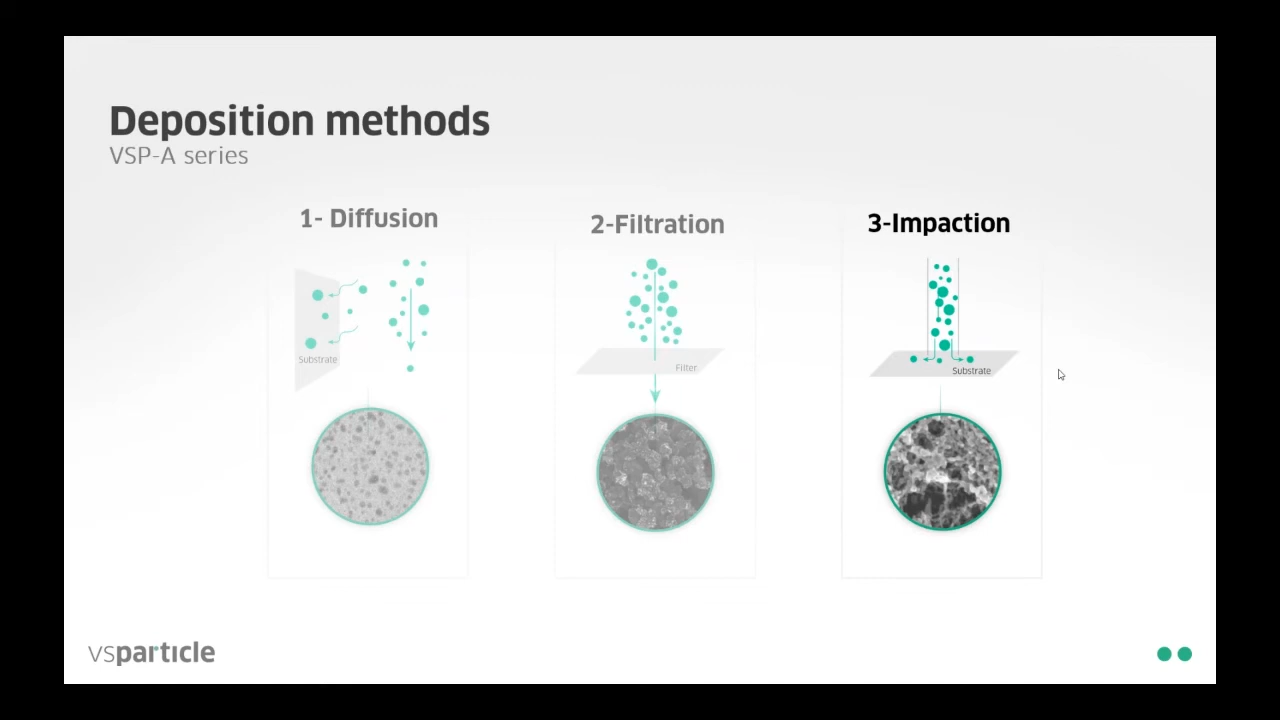 Deposition methods
VSP-A series
1- Diffusion
2-Filtration
3-Impaction
Substrate
Filter
Substrate
vsparticle